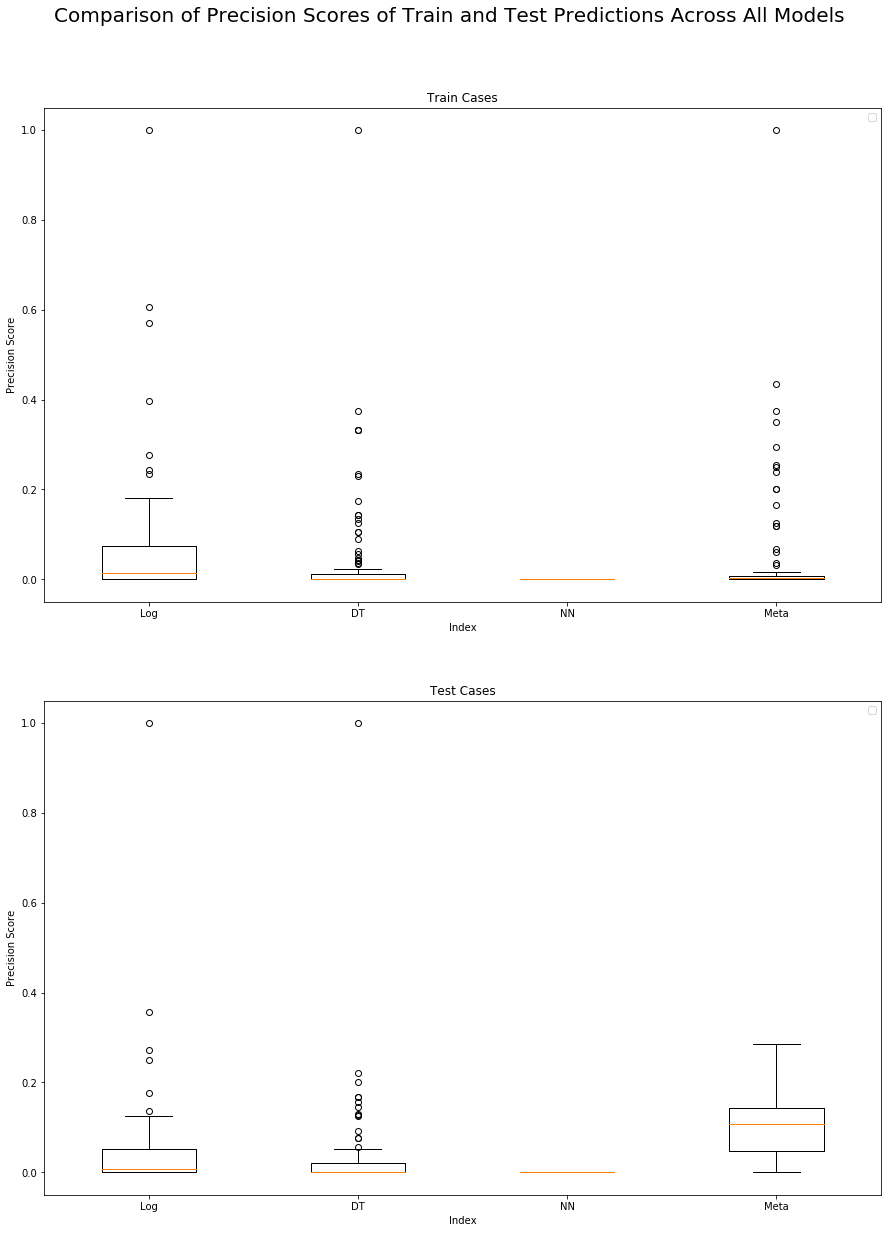 Comparison of Precision Scores of Train and Test Predictions Across All Models
Train Cases
1.0
0.8
0.6
0.4
0.2
0.0
Precision Score
Log DT NN Meta
Index
Test Cases
1.0
0.8
0.6
0.4
0.2
0.0
Precision Score
Log DT NN Meta
Index